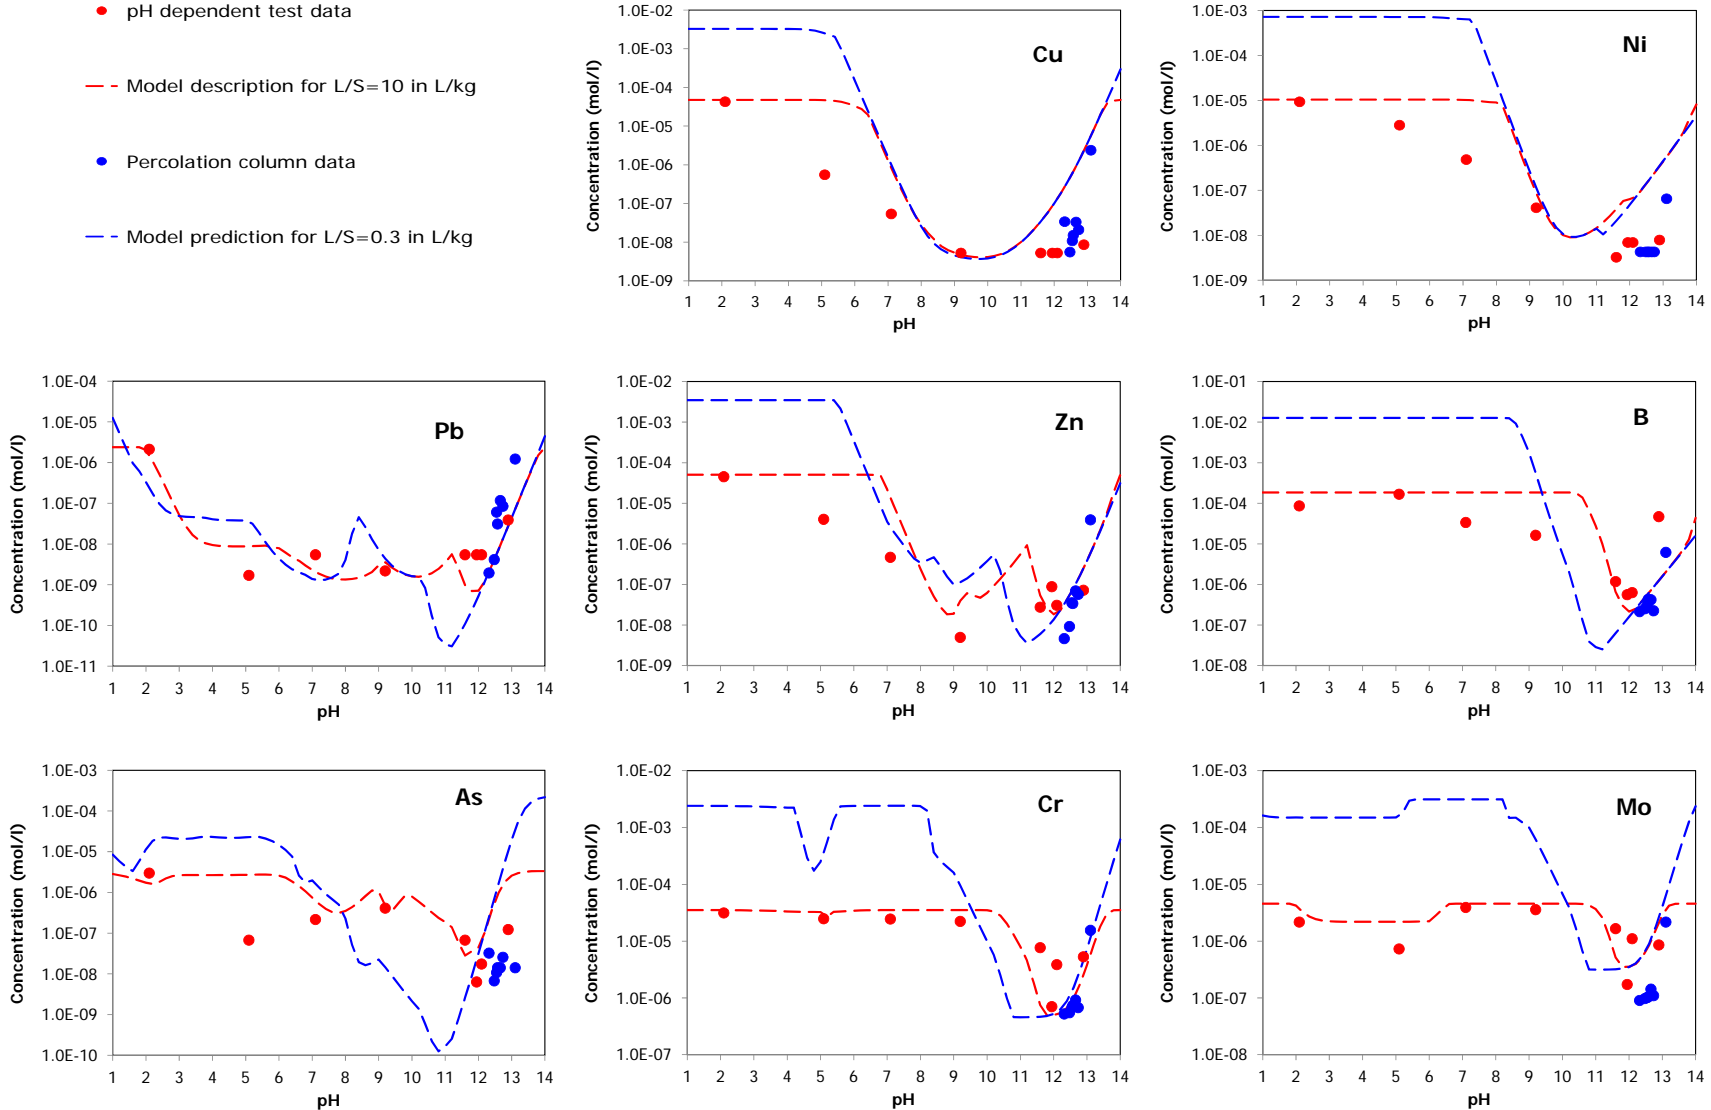 pH dependent test data
Model description for L/S=10 in L/kg
Percolation column data
Model prediction for L/S=0.3 in L/kg
Cu
Concentration (mol/l)
1.0E-02
1.0E-03
1.0E-04
1.0E-05
1.0E-06
1.0E-07
1.0E-08
1.0E-09
1 2 3 4 5 6 7 8 9 10 11 12 13 14
pH
Ni
Concentration (mol/l)
1.0E-03
1.0E-04
1.0E-05
1.0E-06
1.0E-07
1.0E-08
1.0E-09
1 2 3 4 5 6 7 8 9 10 11 12 13 14
pH
Pb
Concentration (mol/l)
1.0E-04
1.0E-05
1.0E-06
1.0E-07
1.0E-08
1.0E-09
1.0E-10
1.0E-11
1 2 3 4 5 6 7 8 9 10 11 12 13 14
pH
Zn
Concentration (mol/l)
1.0E-02
1.0E-03
1.0E-04
1.0E-05
1.0E-06
1.0E-07
1.0E-08
1.0E-09
1 2 3 4 5 6 7 8 9 10 11 12 13 14
pH
B
Concentration (mol/l)
1.0E-01
1.0E-02
1.0E-03
1.0E-04
1.0E-05
1.0E-06
1.0E-07
1.0E-08
1 2 3 4 5 6 7 8 9 10 11 12 13 14
pH
As
Concentration (mol/l)
1.0E-03
1.0E-04
1.0E-05
1.0E-06
1.0E-07
1.0E-08
1.0E-09
1.0E-10
1 2 3 4 5 6 7 8 9 10 11 12 13 14
pH
Cr
Concentration (mol/l)
1.0E-02
1.0E-03
1.0E-04
1.0E-05
1.0E-06
1.0E-07
1 2 3 4 5 6 7 8 9 10 11 12 13 14
pH
Mo
Concentration (mol/l)
1.0E-03
1.0E-04
1.0E-05
1.0E-06
1.0E-07
1.0E-08
1 2 3 4 5 6 7 8 9 10 11 12 13 14
pH